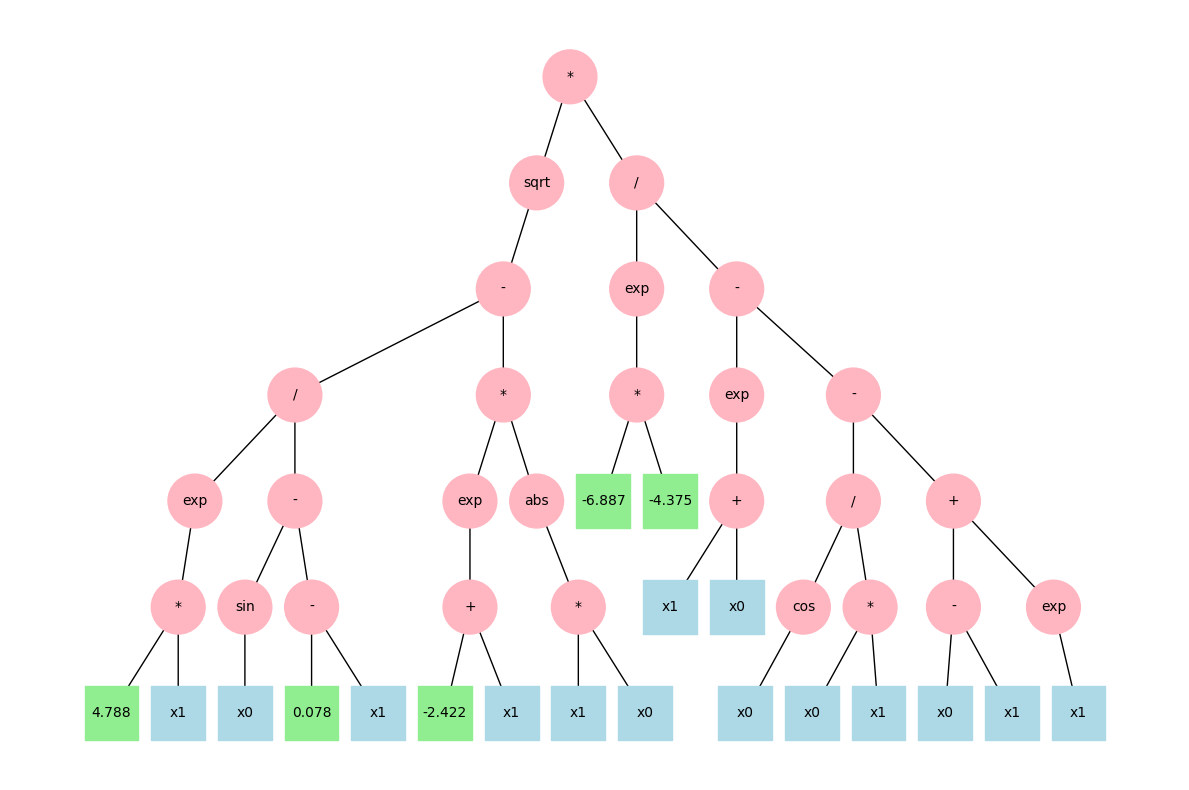 *
sqrt /
- exp -
/ * * exp -
exp - exp abs -6.887 -4.375 + / +
* sin - + * x1 x0 cos * - exp
4.788 x1 x0 0.078 x1 -2.422 x1 x1 x0 x0 x0 x1 x0 x1 x1